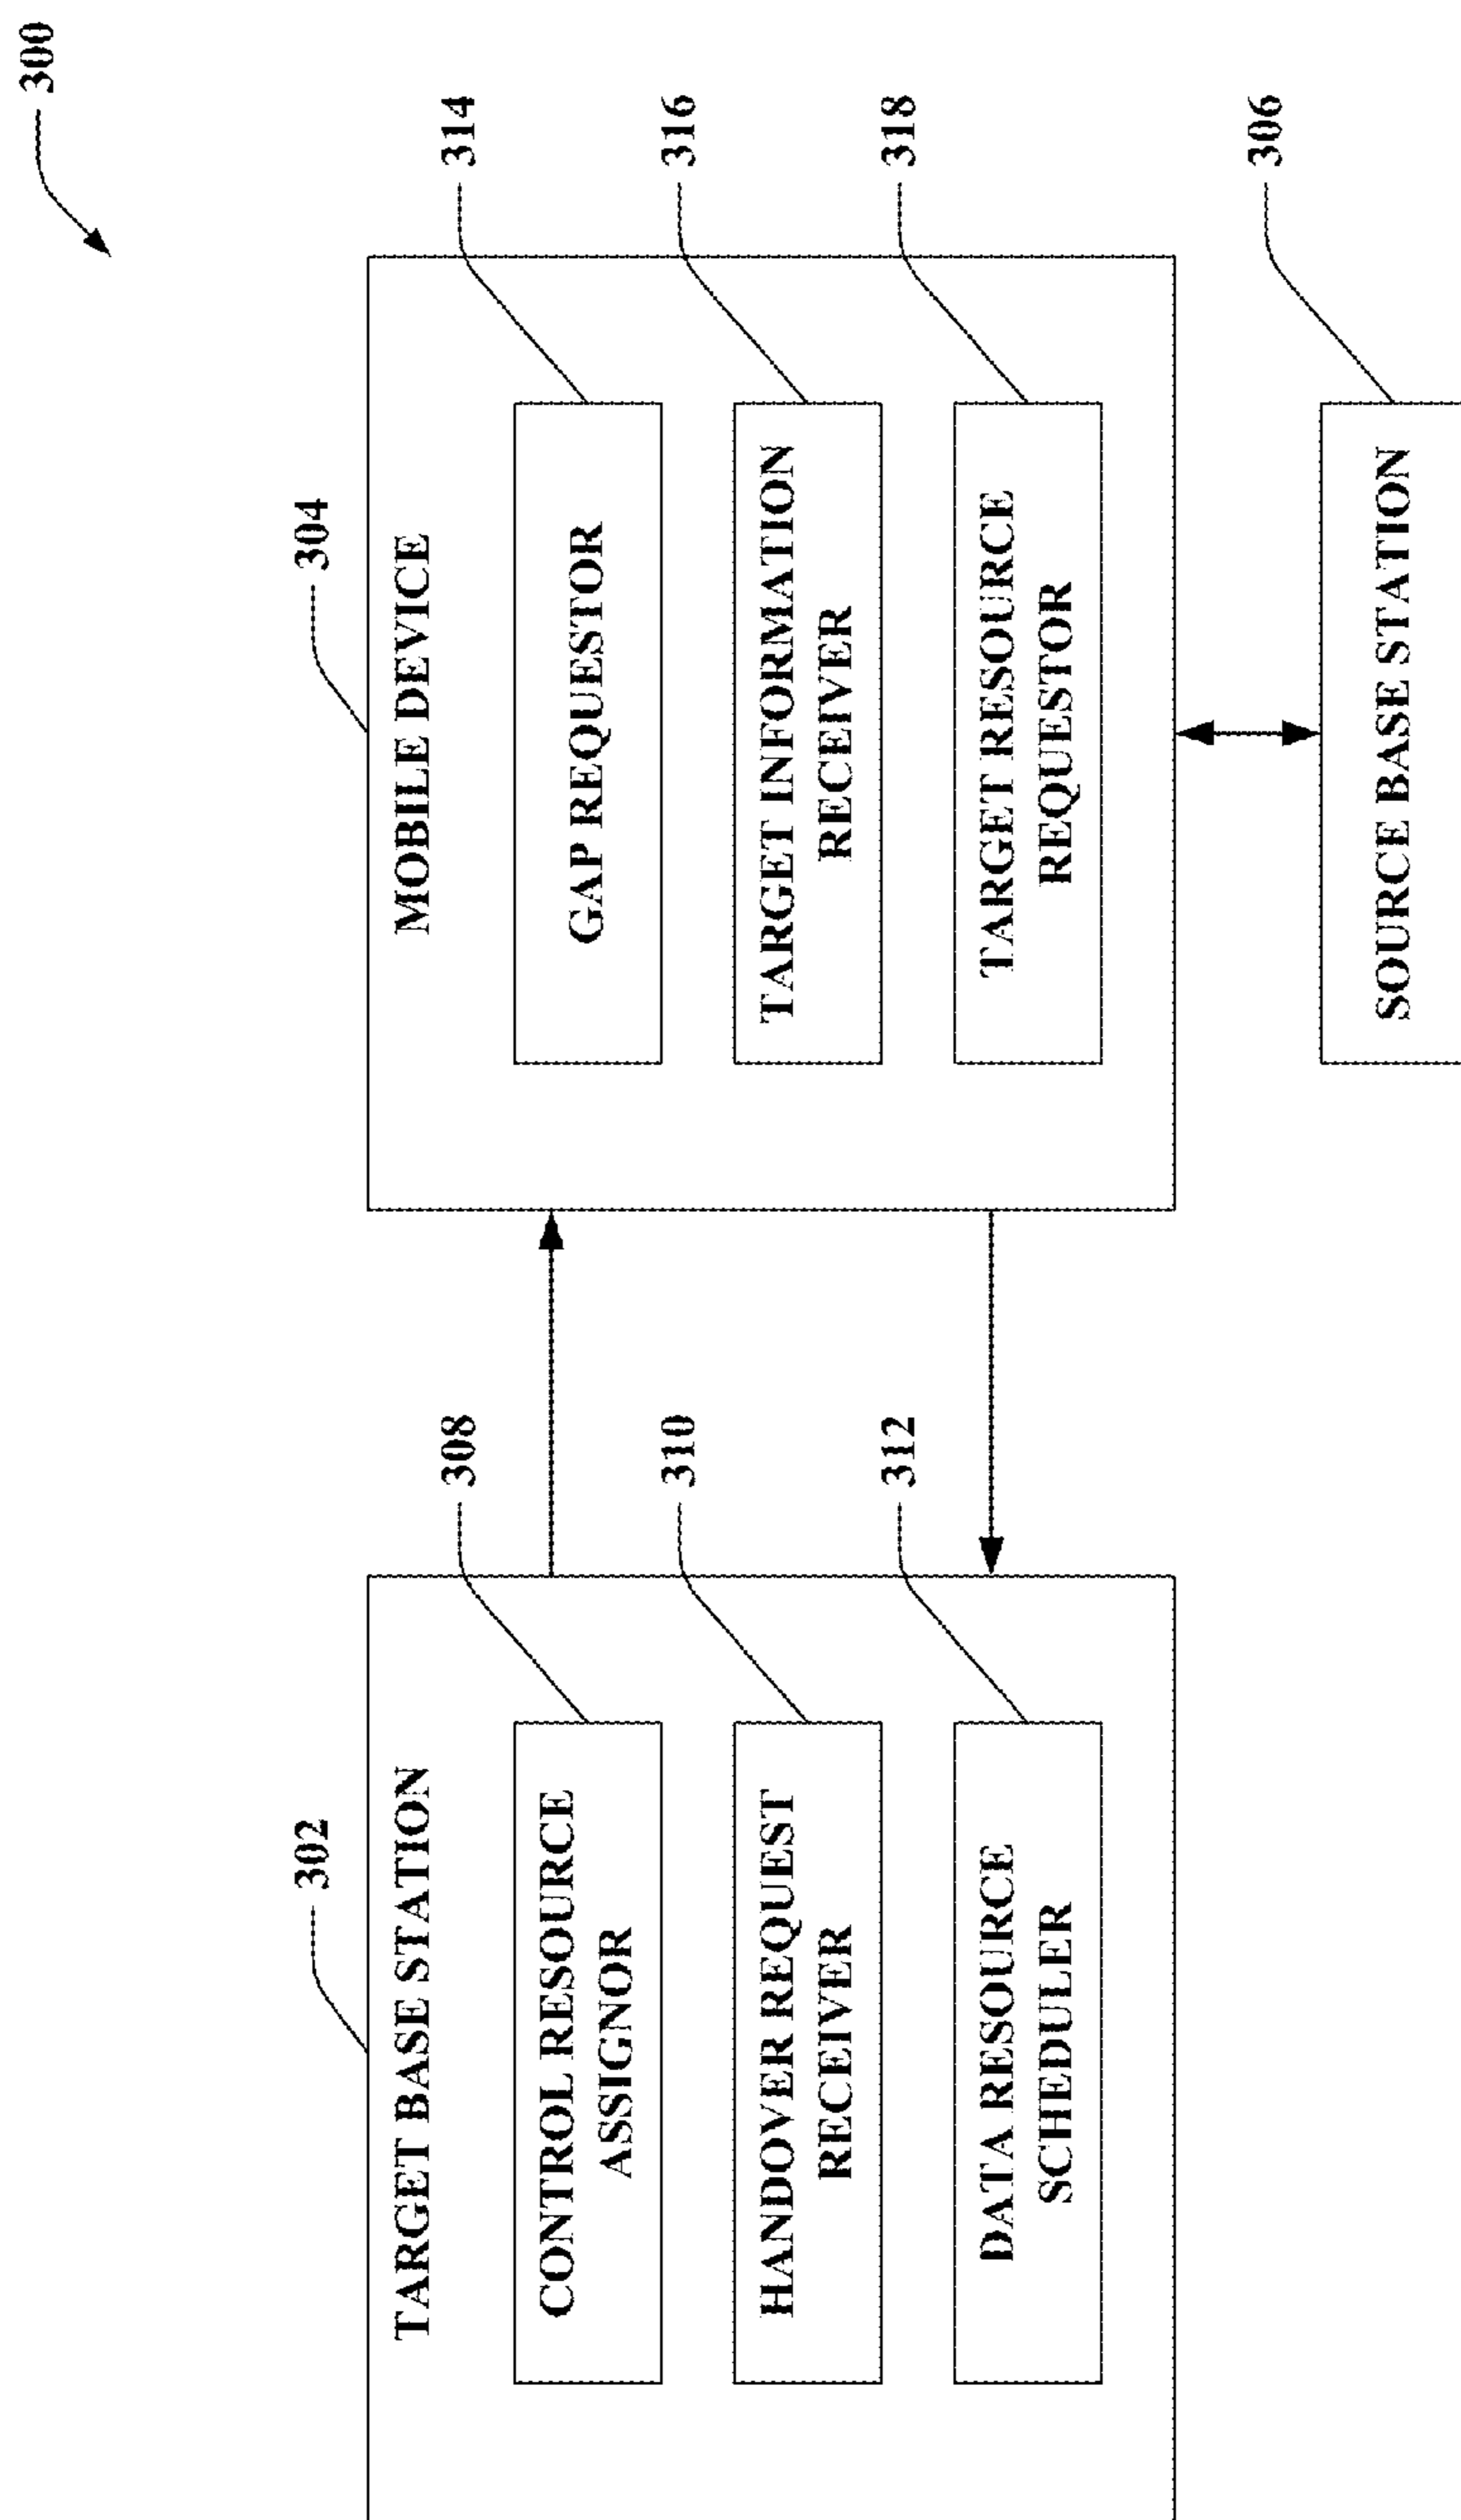 300
302
TARGET BASE STATION
308
CONTROL RESOURCE
ASSIGNOR
310
HANDOVER REQUEST
RECEIVER
312
DATA RESOURCE
SCHEDULER
304
MOBILE DEVICE
314
GAP REQUESTOR
316
TARGET INFORMATION
RECEIVER
318
TARGET RESOURCE
REQUESTOR
306
SOURCE BASE STATION